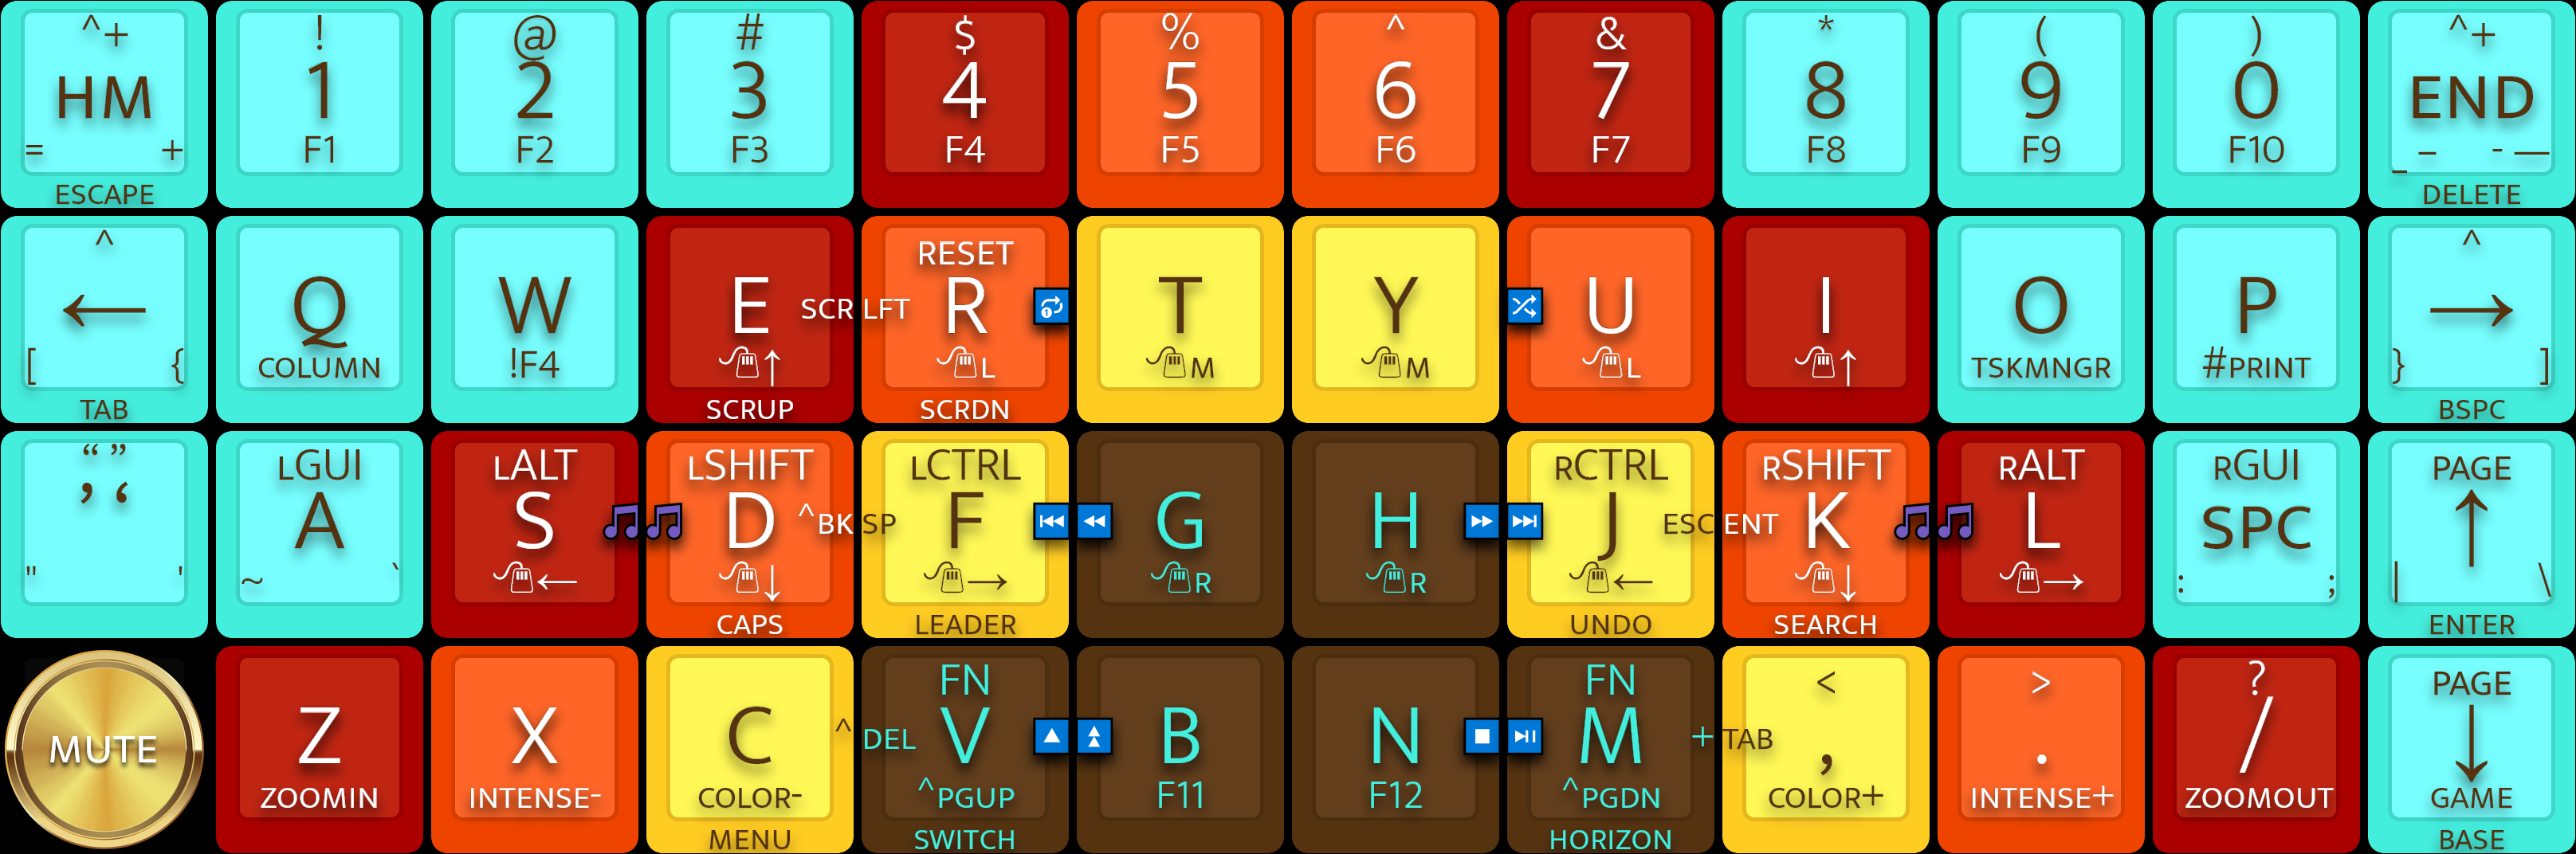 ^+ ! @ # $ % ^ & * ( ) ^+
HM 1 2 3 4 5 6 7 8 9 0 END
= + F1 F2 F3 F4 F5 F6 F7 F8 F9 F10 _ – - —
ESCAPE DELETE
^ RESET ^
← Q W E SCR LFT R T Y U I O P →
[ { COLUMN !F4 ↑ L M M L ↑ TSKMNGR #PRINT } ]
TAB SCRUP SCRDN BSPC
“ ” LGUI LALT LSHIFT LCTRL RCTRL RSHIFT RALT RGUI PAGE
’ ‘ A S D ^BK SP F G H J ESC ENT K L SPC ↑
" ' ~ ` ← ↓ → R R ← ↓ → : ; | \
CAPS LEADER UNDO SEARCH ENTER
FN FN < > ? PAGE
MUTE Z X C ^ DEL V B N M + TAB , . / ↓
ZOOMIN INTENSE- COLOR- ^PGUP F11 F12 ^PGDN COLOR+ INTENSE+ ZOOMOUT GAME
MENU SWITCH HORIZON BASE